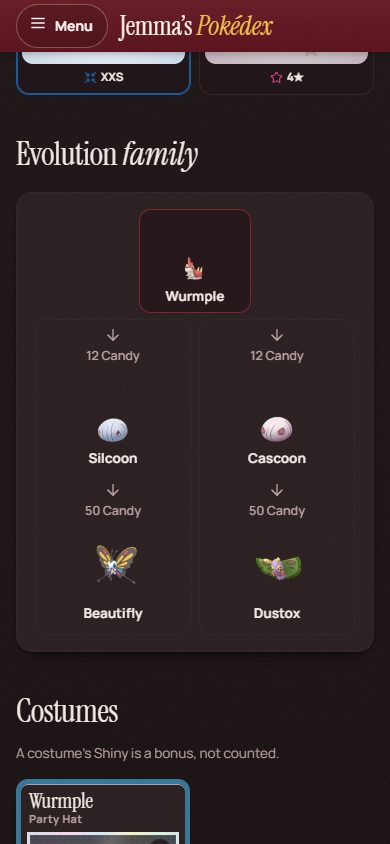 Menu
Jemma's Pokédex
XXS
4★
Evolution family
Wurmple
12 Candy
12 Candy
Silcoon
Cascoon
50 Candy
50 Candy
Beautifly
Dustox
Costumes
A costume's Shiny is a bonus, not counted.
Wurmple
Party Hat